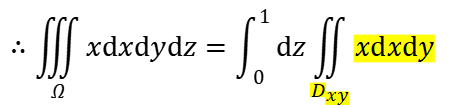 ∴ ∭_Ω xdxdydz = ∫_0^1 dz ∬_{D_{xy}} xdxdy